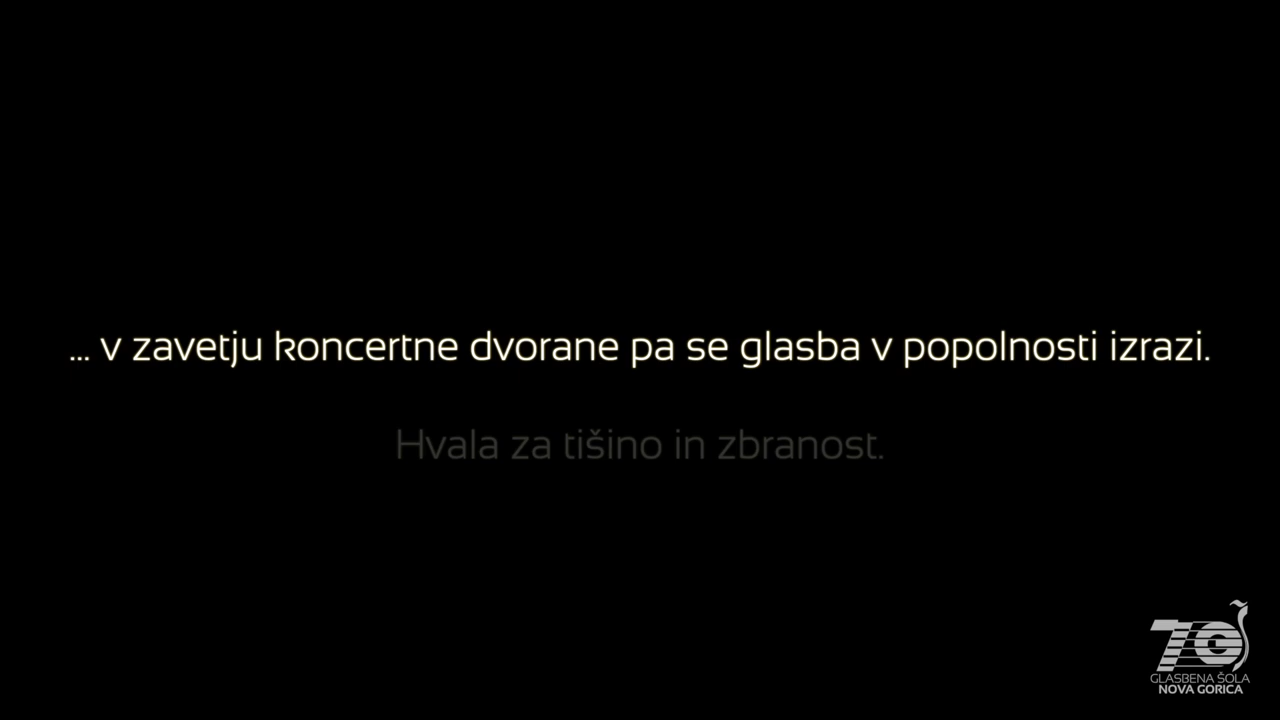 ... v zavetju koncertne dvorane pa se glasba v popolnosti izrazi.
Hvala za tišino in zbranost.
70
GLASBENA ŠOLA
NOVA GORICA